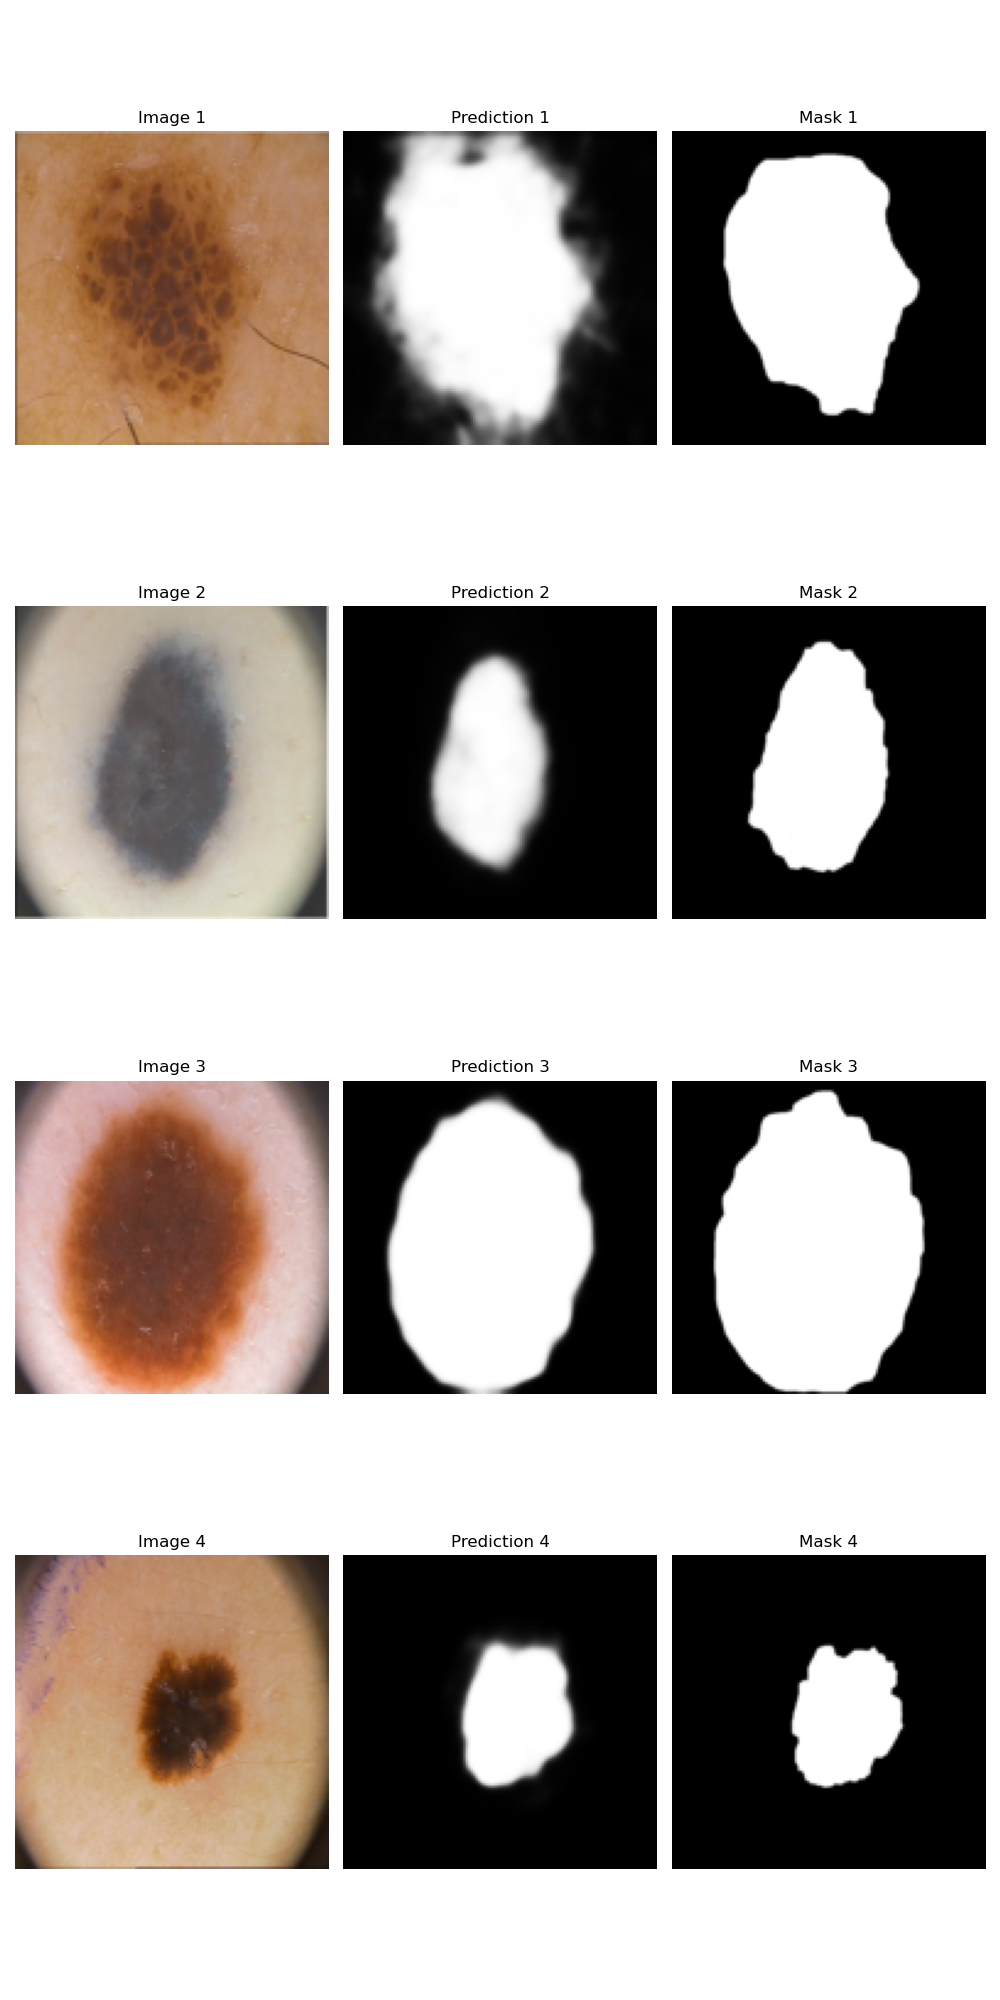 Image 1
Prediction 1
Mask 1
Image 2
Prediction 2
Mask 2
Image 3
Prediction 3
Mask 3
Image 4
Prediction 4
Mask 4